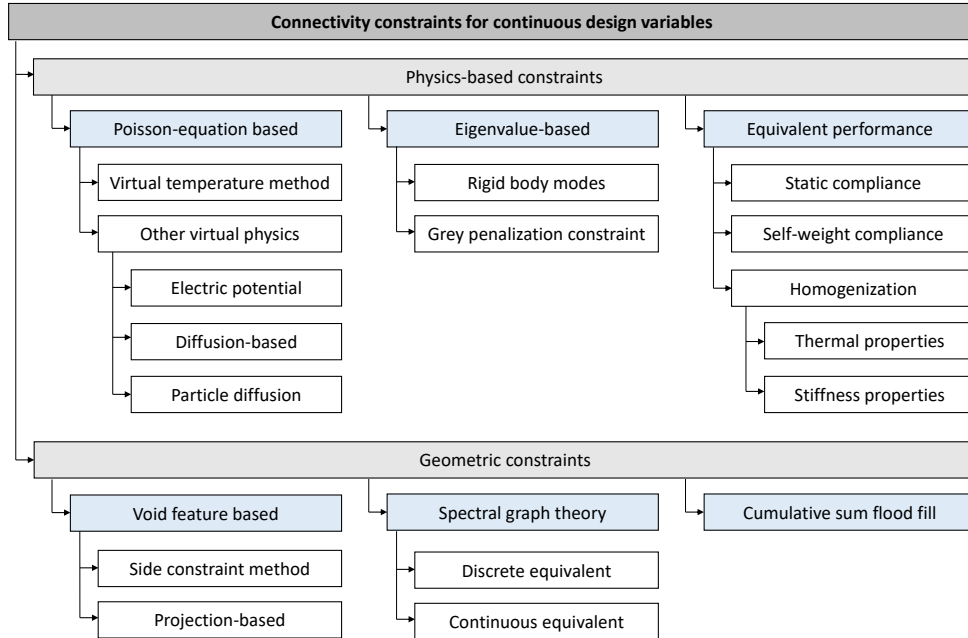 Connectivity constraints for continuous design variables
Physics-based constraints
Poisson-equation based
Virtual temperature method
Other virtual physics
Electric potential
Diffusion-based
Particle diffusion
Eigenvalue-based
Rigid body modes
Grey penalization constraint
Equivalent performance
Static compliance
Self-weight compliance
Homogenization
Thermal properties
Stiffness properties
Geometric constraints
Void feature based
Side constraint method
Projection-based
Spectral graph theory
Discrete equivalent
Continuous equivalent
Cumulative sum flood fill